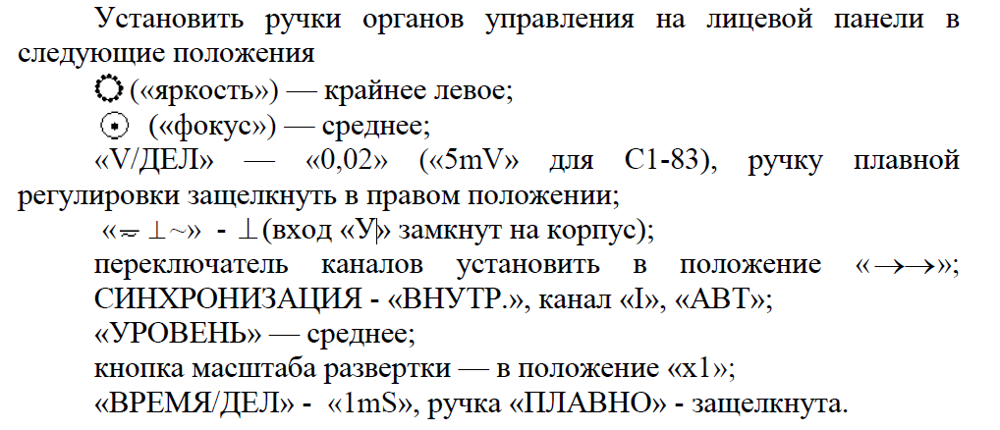 Установить ручки органов управления на лицевой панели в
следующие положения
(«яркость») — крайнее левое;
(«фокус») — среднее;
«V/ДЕЛ» — «0,02» («5mV» для С1-83), ручку плавной
регулировки защелкнуть в правом положении;
«≂ ⊥~» - ⊥(вход «У» замкнут на корпус);
переключатель каналов установить в положение «→→»;
СИНХРОНИЗАЦИЯ - «ВНУТР.», канал «I», «АВТ»;
«УРОВЕНЬ» — среднее;
кнопка масштаба развертки — в положение «х1»;
«ВРЕМЯ/ДЕЛ» - «1mS», ручка «ПЛАВНО» - защелкнута.